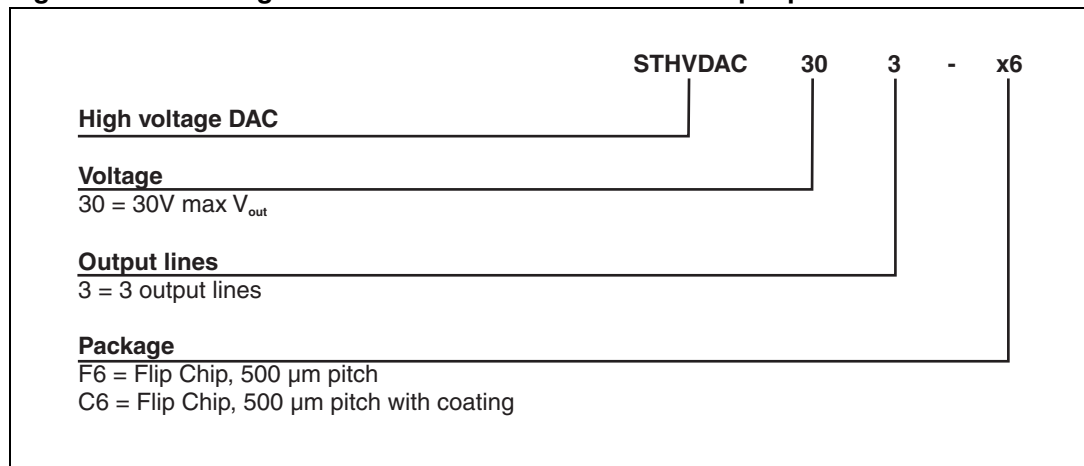 STHVDAC 30 3 - x6
High voltage DAC
Voltage
30 = 30V max Vout
Output lines
3 = 3 output lines
Package
F6 = Flip Chip, 500 µm pitch
C6 = Flip Chip, 500 µm pitch with coating